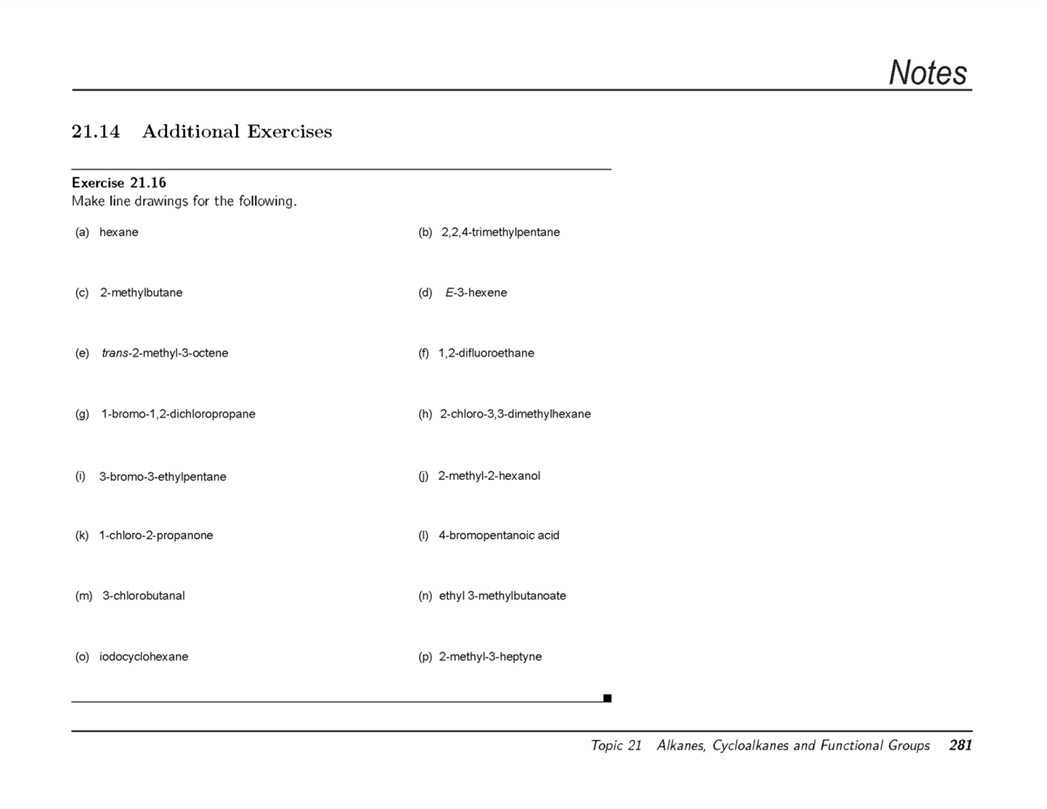 Notes
21.14 Additional Exercises
Exercise 21.16
Make line drawings for the following.
(a) hexane
(b) 2,2,4-trimethylpentane
(c) 2-methylbutane
(d) E-3-hexene
(e) trans-2-methyl-3-octene
(f) 1,2-difluoroethane
(g) 1-bromo-1,2-dichloropropane
(h) 2-chloro-3,3-dimethylhexane
(i) 3-bromo-3-ethylpentane
(j) 2-methyl-2-hexanol
(k) 1-chloro-2-propanone
(l) 4-bromopentanoic acid
(m) 3-chlorobutanal
(n) ethyl 3-methylbutanoate
(o) iodocyclohexane
(p) 2-methyl-3-heptyne
Topic 21 Alkanes, Cycloalkanes and Functional Groups 281